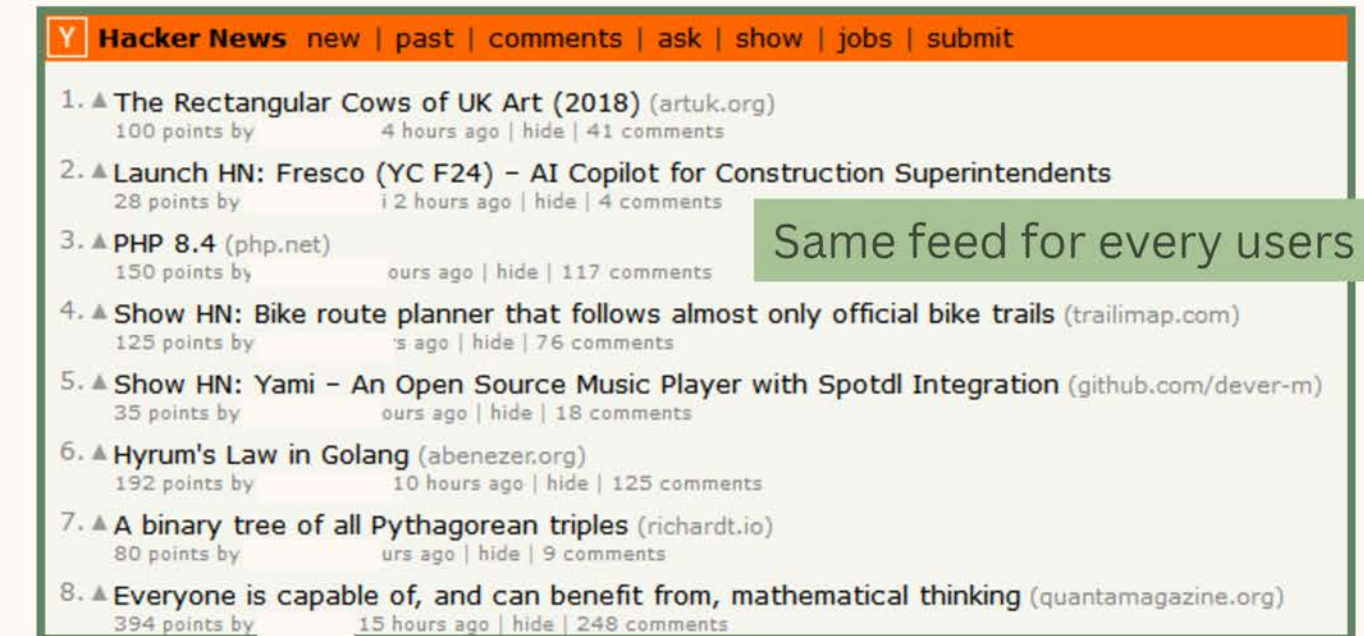 Y Hacker News new | past | comments | ask | show | jobs | submit
1. ▲ The Rectangular Cows of UK Art (2018) (artuk.org)
100 points by 4 hours ago | hide | 41 comments
2. ▲ Launch HN: Fresco (YC F24) – AI Copilot for Construction Superintendents
28 points by i 2 hours ago | hide | 4 comments
Same feed for every users
3. ▲ PHP 8.4 (php.net)
150 points by ours ago | hide | 117 comments
4. ▲ Show HN: Bike route planner that follows almost only official bike trails (trailimap.com)
125 points by s ago | hide | 76 comments
5. ▲ Show HN: Yami – An Open Source Music Player with Spotdl Integration (github.com/dever-m)
35 points by ours ago | hide | 18 comments
6. ▲ Hyrum's Law in Golang (abenezer.org)
192 points by 10 hours ago | hide | 125 comments
7. ▲ A binary tree of all Pythagorean triples (richardt.io)
80 points by urs ago | hide | 9 comments
8. ▲ Everyone is capable of, and can benefit from, mathematical thinking (quantamagazine.org)
394 points by 15 hours ago | hide | 248 comments